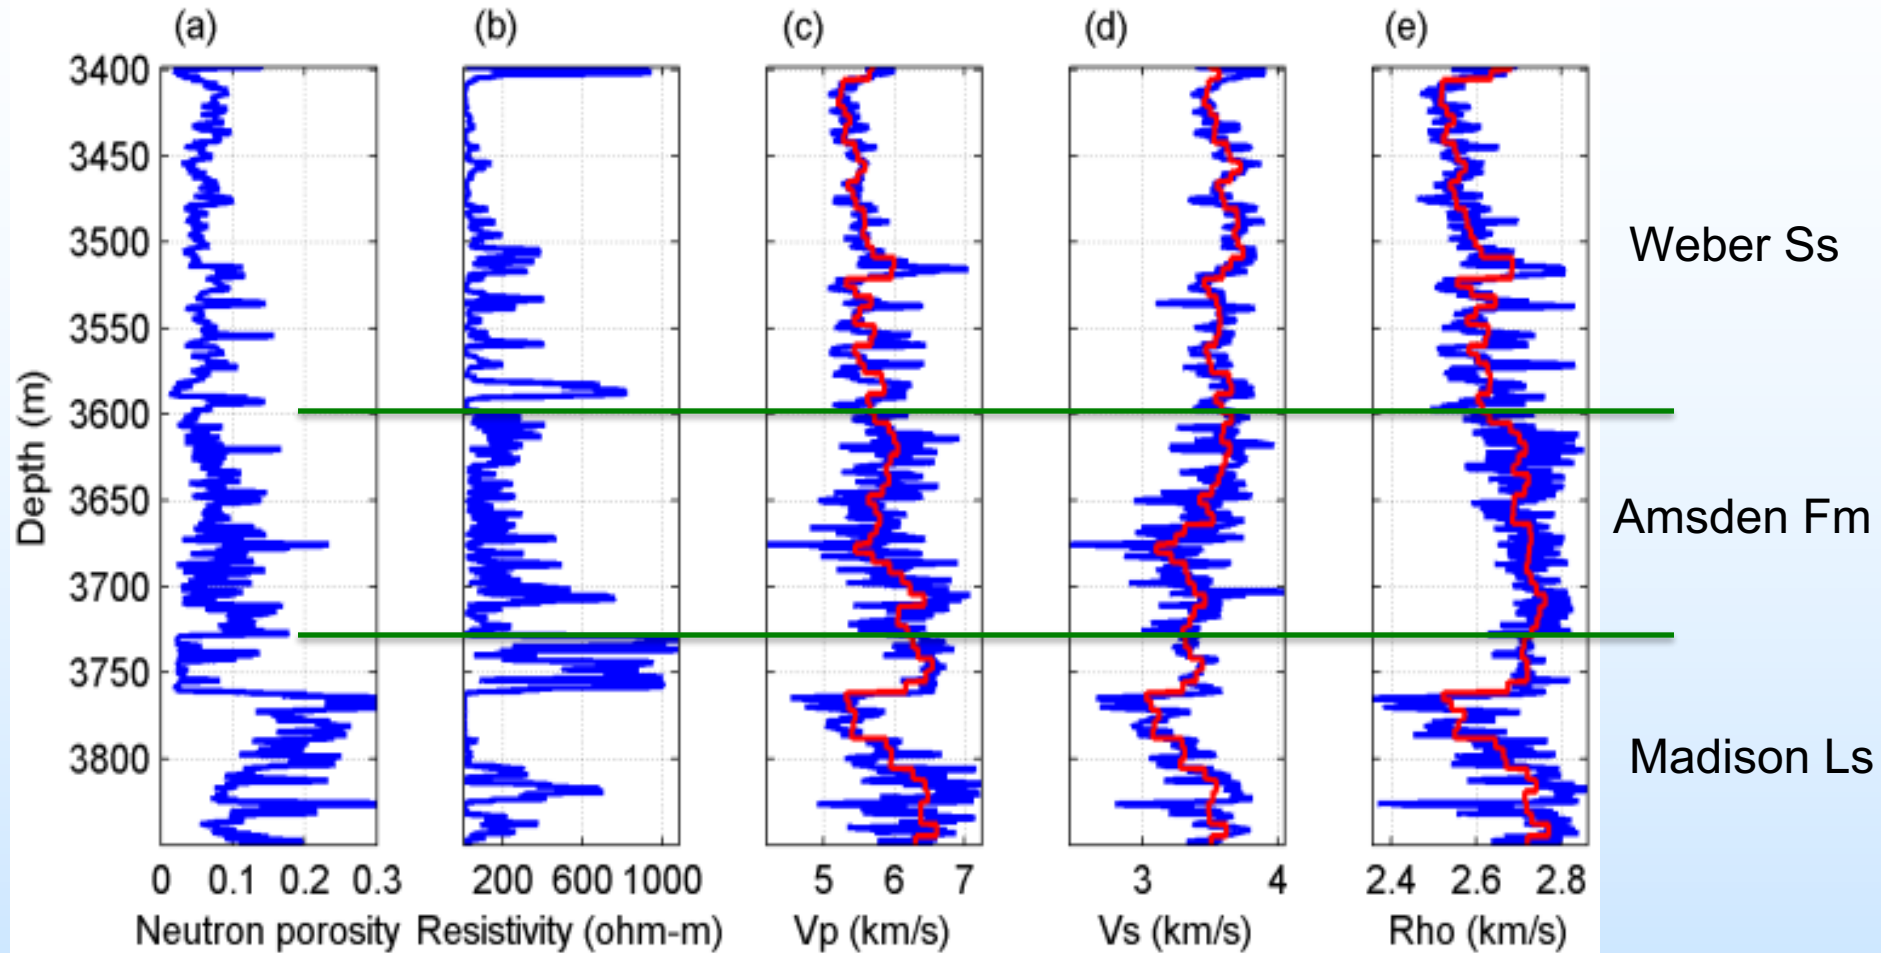 (a) (b) (c) (d) (e)
3400
3450
3500
Weber Ss
3550
3600
3650
Amsden Fm
3700
3750
Madison Ls
3800
Depth (m)
0 0.1 0.2 0.3 200 600 1000 5 6 7 3 4 2.4 2.6 2.8
Neutron porosity Resistivity (ohm-m) Vp (km/s) Vs (km/s) Rho (km/s)